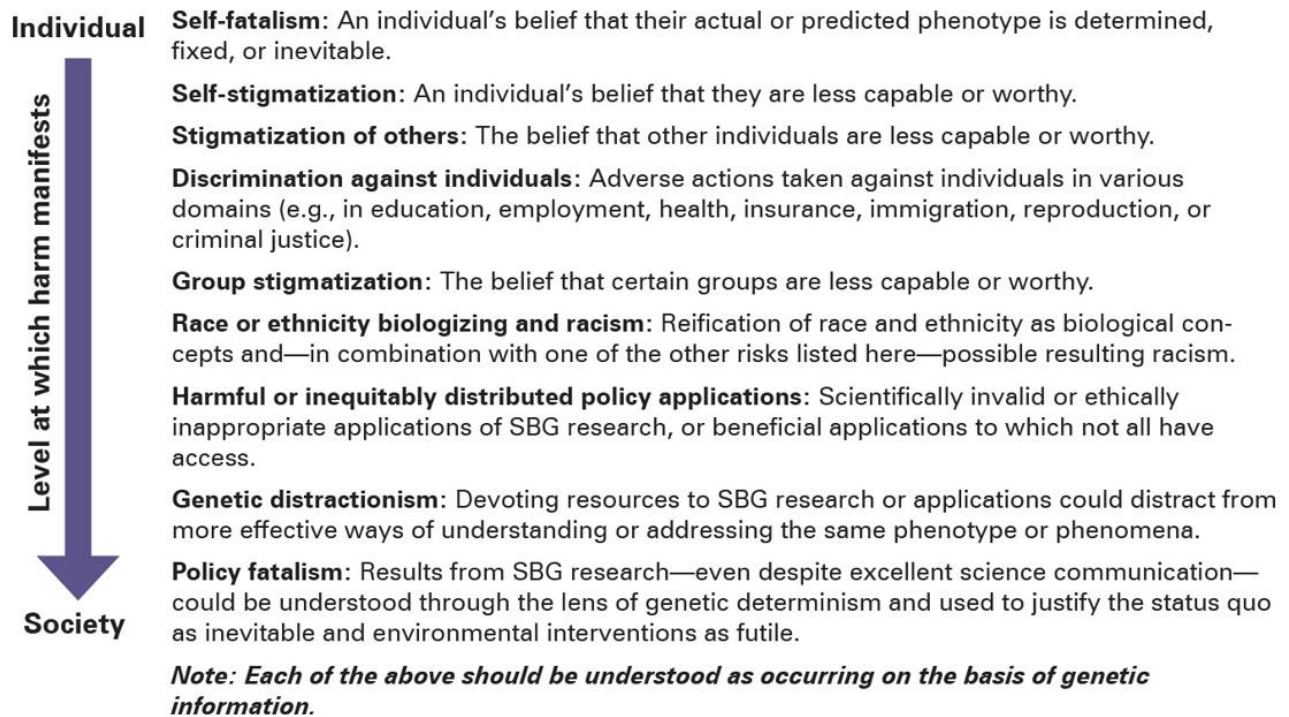 Individual
Level at which harm manifests
Society
Self-fatalism: An individual’s belief that their actual or predicted phenotype is determined,
fixed, or inevitable.
Self-stigmatization: An individual’s belief that they are less capable or worthy.
Stigmatization of others: The belief that other individuals are less capable or worthy.
Discrimination against individuals: Adverse actions taken against individuals in various
domains (e.g., in education, employment, health, insurance, immigration, reproduction, or
criminal justice).
Group stigmatization: The belief that certain groups are less capable or worthy.
Race or ethnicity biologizing and racism: Reification of race and ethnicity as biological con-
cepts and—in combination with one of the other risks listed here—possible resulting racism.
Harmful or inequitably distributed policy applications: Scientifically invalid or ethically
inappropriate applications of SBG research, or beneficial applications to which not all have
access.
Genetic distractionism: Devoting resources to SBG research or applications could distract from
more effective ways of understanding or addressing the same phenotype or phenomena.
Policy fatalism: Results from SBG research—even despite excellent science communication—
could be understood through the lens of genetic determinism and used to justify the status quo
as inevitable and environmental interventions as futile.
Note: Each of the above should be understood as occurring on the basis of genetic
information.